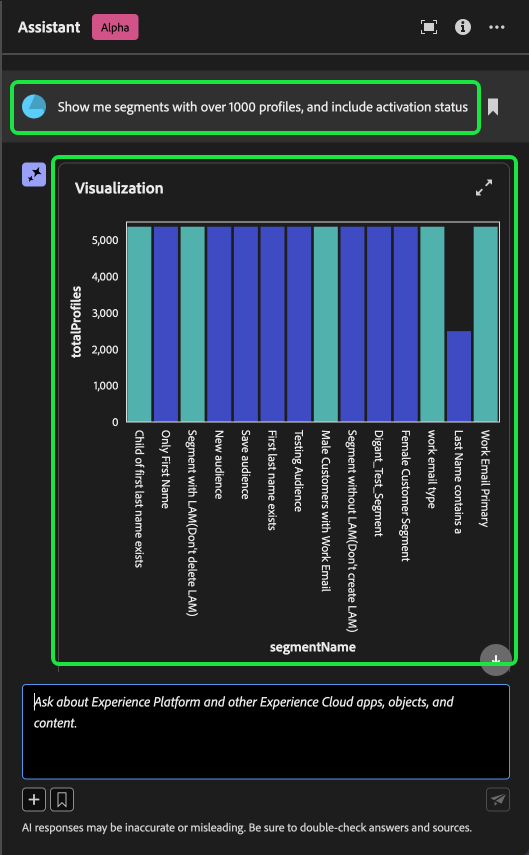 Assistant
Alpha
Show me segments with over 1000 profiles, and include activation status
Visualization
totalProfiles
5,000
4,000
3,000
2,000
1,000
0
Child of first last name exists
Only First Name
Segment with LAM(Don't delete LAM)
New audience
Save audience
First last name exists
Testing Audience
Male Customers with Work Email
Segment without LAM(Don't create LAM)
Digant_Test_Segment
Female Customer Segment
work email type
Last Name contains a
Work Email Primary
segmentName
Ask about Experience Platform and other Experience Cloud apps, objects, and
content.
AI responses may be inaccurate or misleading. Be sure to double-check answers and sources.